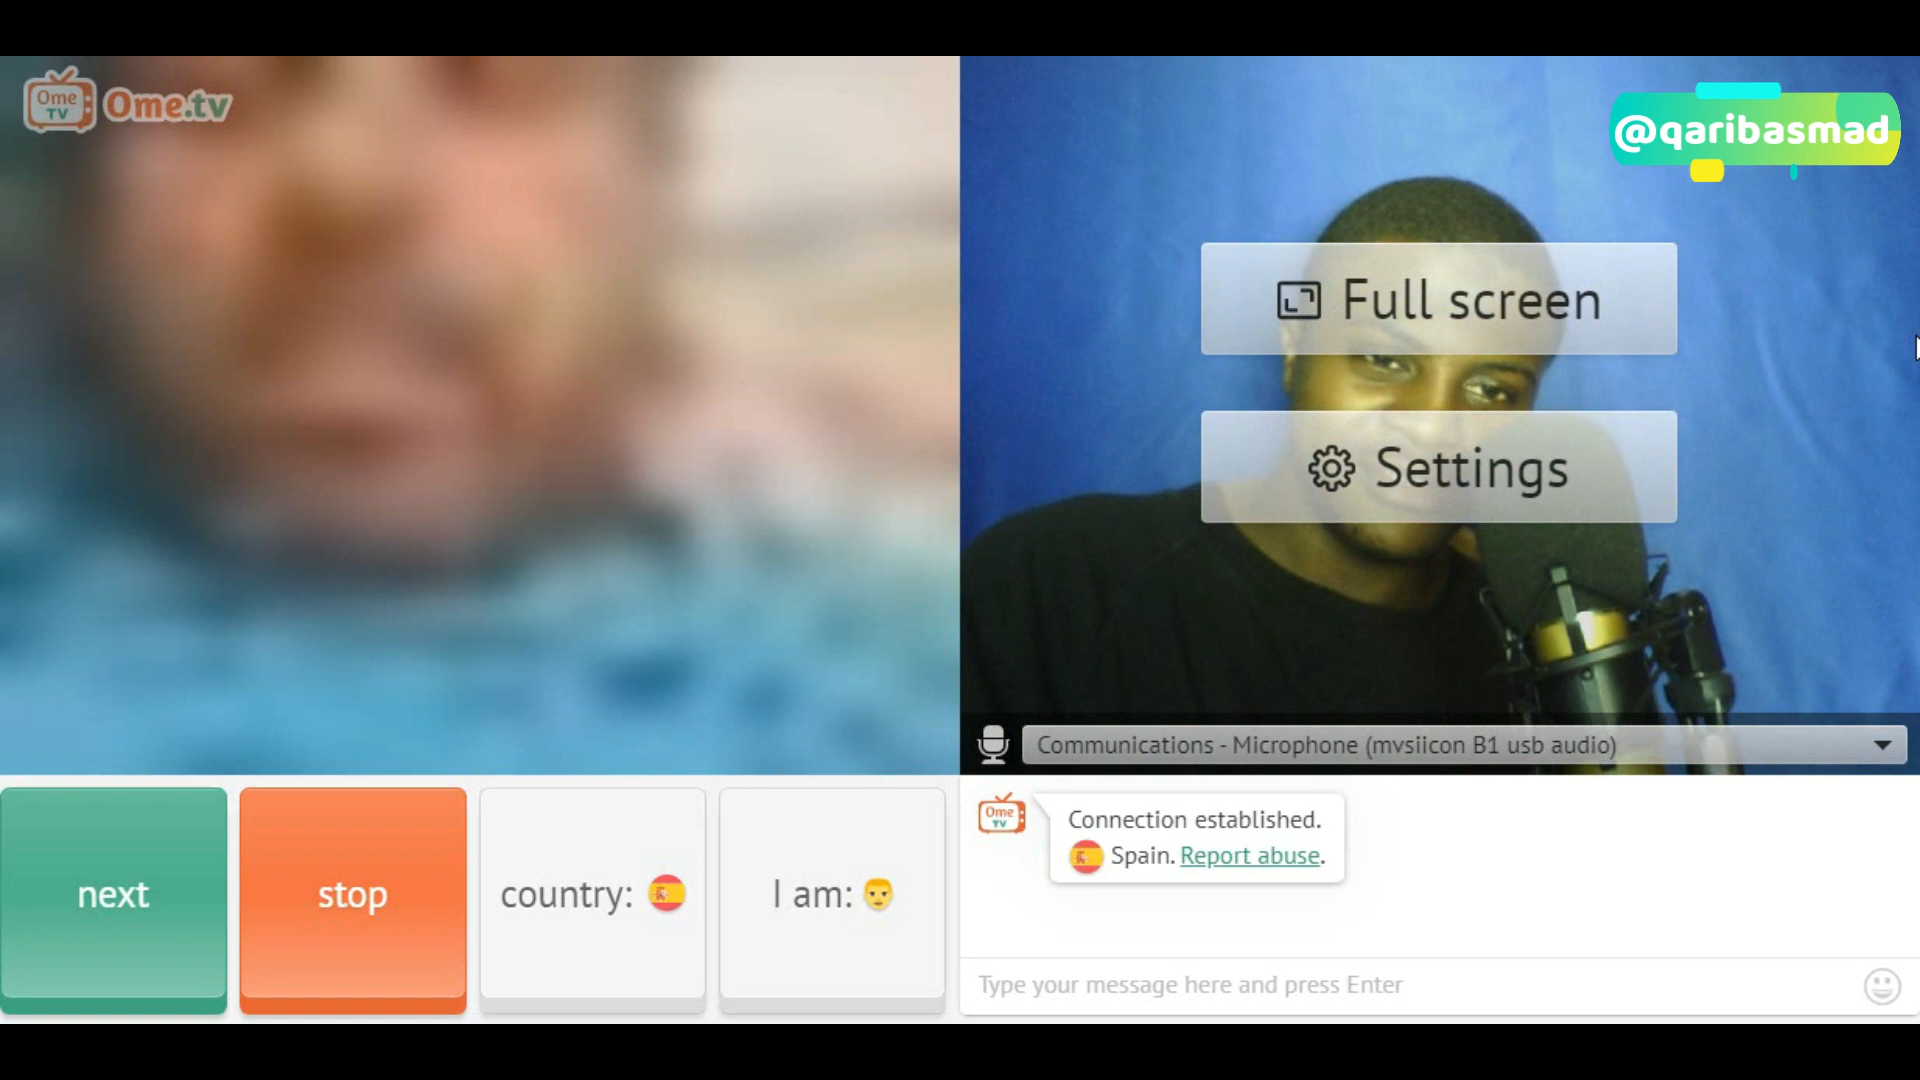 Ome
TV
Ome.tv
@qaribasmad
Full screen
Settings
Communications - Microphone (mvsiicon B1 usb audio)
next
stop
country:
I am:
Ome
TV
Connection established.
Spain. Report abuse.
Type your message here and press Enter